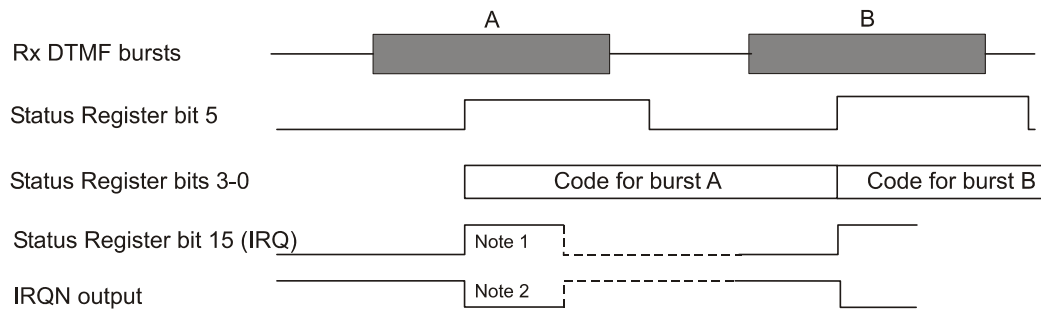 A B
Rx DTMF bursts
Status Register bit 5
Status Register bits 3-0 Code for burst A Code for burst B
Status Register bit 15 (IRQ) Note 1
IRQN output Note 2